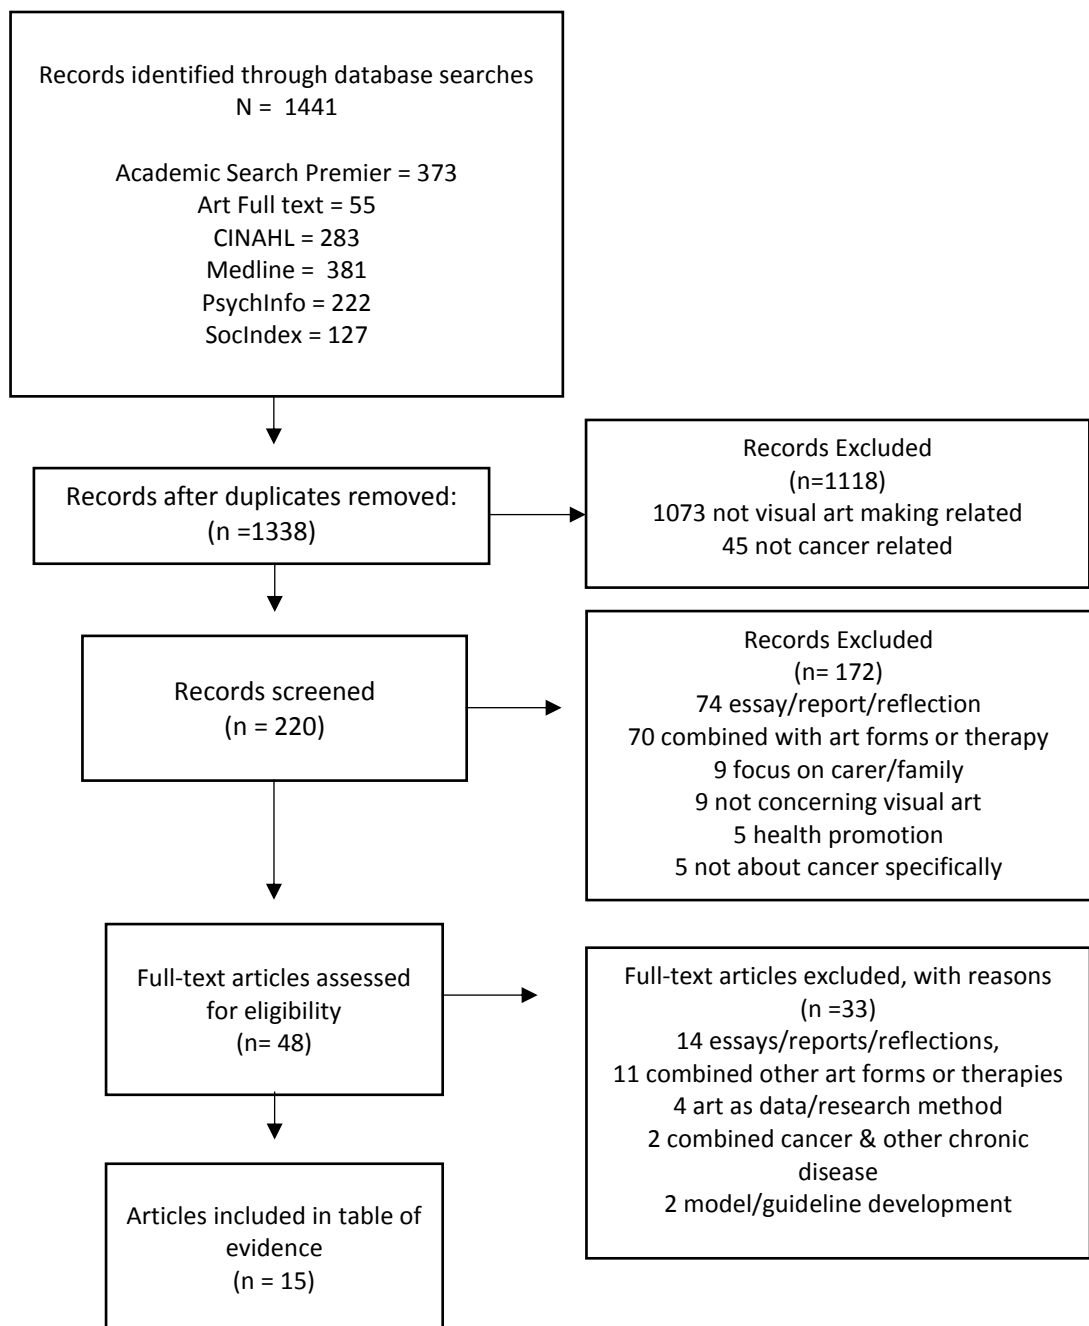 Records identified through database searches
N = 1441
Academic Search Premier = 373
Art Full text = 55
CINAHL = 283
Medline = 381
PsychInfo = 222
SocIndex = 127
Records after duplicates removed:
(n =1338)
Records Excluded
(n=1118)
1073 not visual art making related
45 not cancer related
Records screened
(n = 220)
Records Excluded
(n= 172)
74 essay/report/reflection
70 combined with art forms or therapy
9 focus on carer/family
9 not concerning visual art
5 health promotion
5 not about cancer specifically
Full-text articles assessed
for eligibility
(n= 48)
Full-text articles excluded, with reasons
(n =33)
14 essays/reports/reflections,
11 combined other art forms or therapies
4 art as data/research method
2 combined cancer & other chronic
disease
2 model/guideline development
Articles included in table of
evidence
(n = 15)